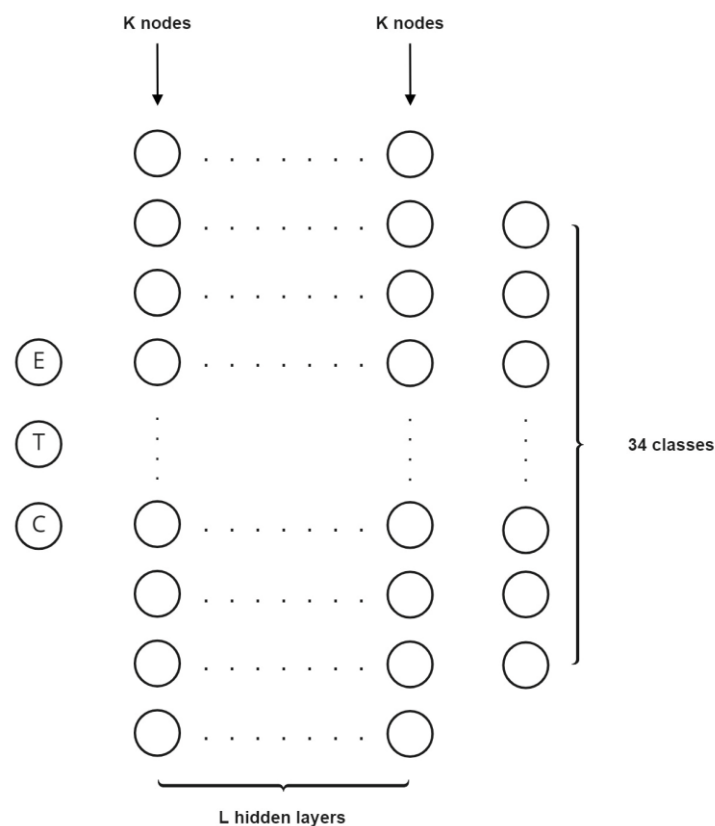 K nodes
K nodes
E
T
C
34 classes
L hidden layers